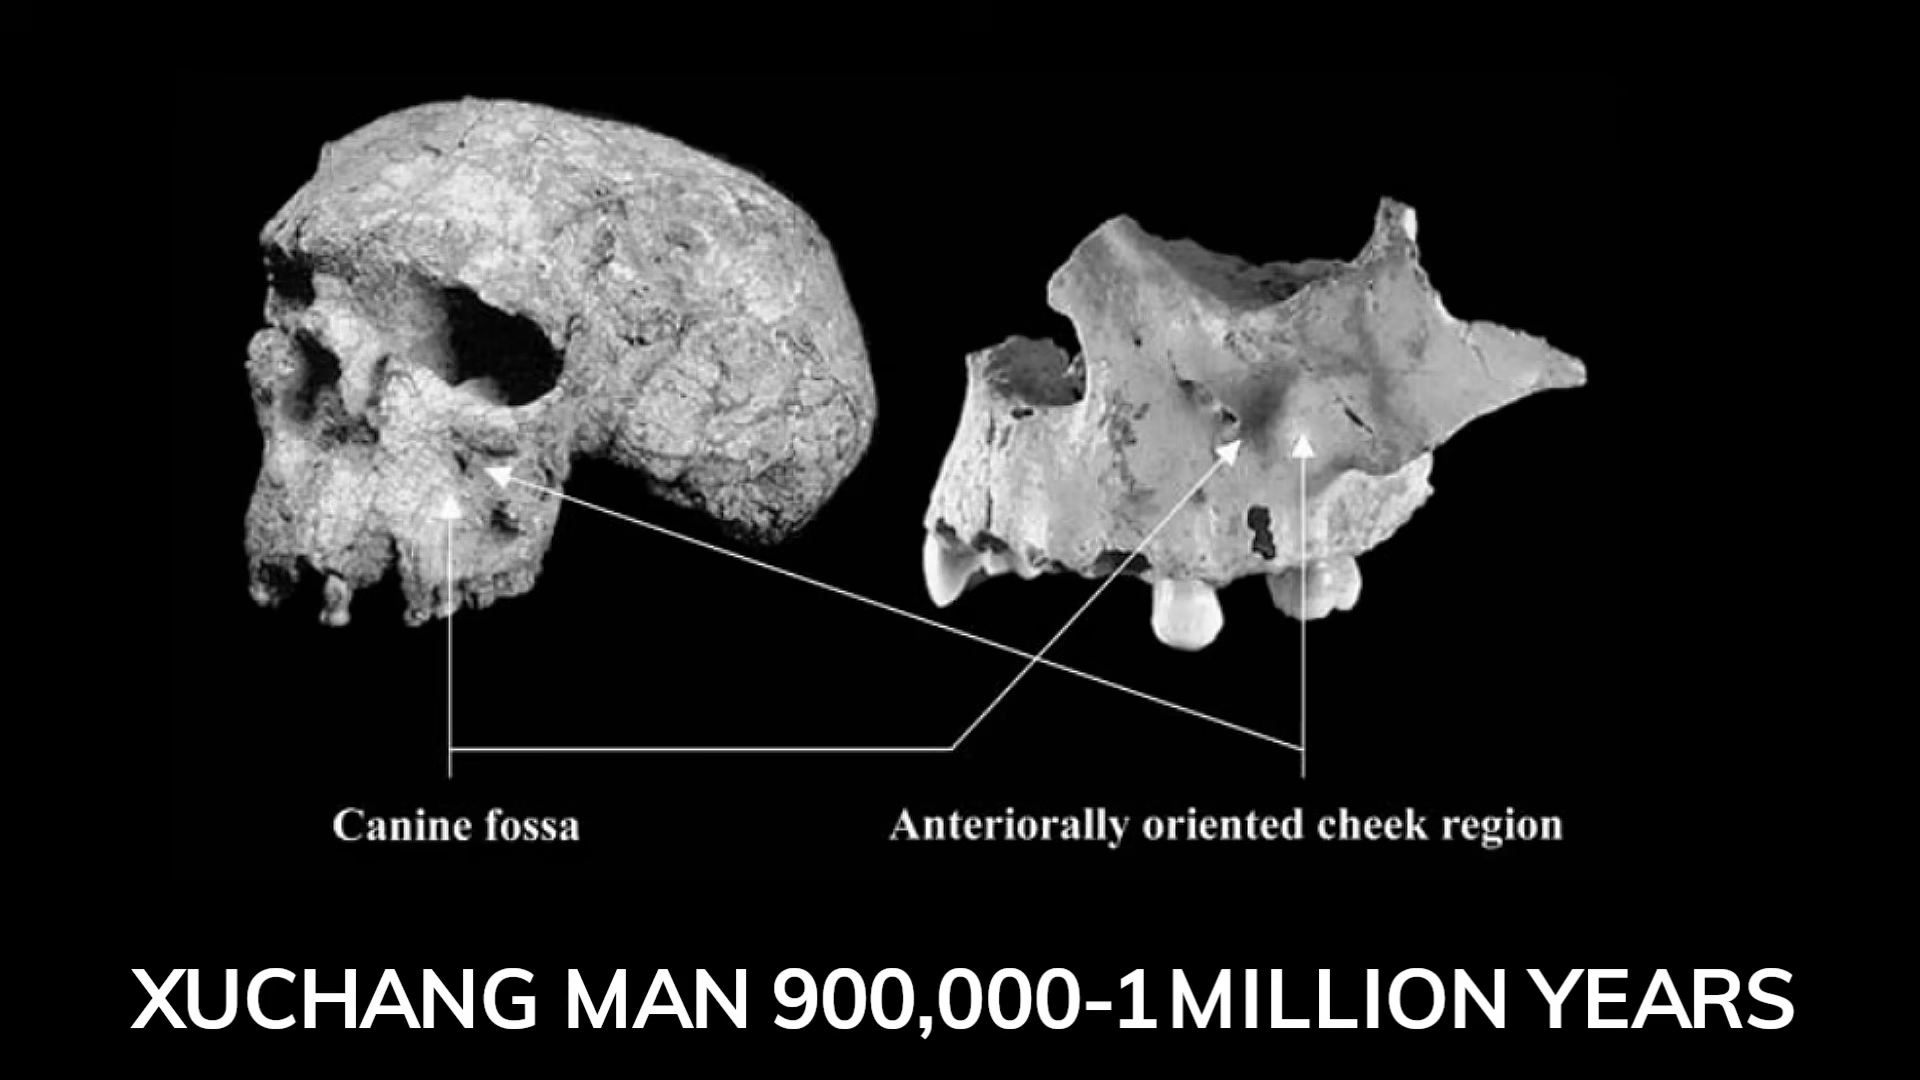 Canine fossa
Anteriorally oriented cheek region
XUCHANG MAN 900,000-1 MILLION YEARS